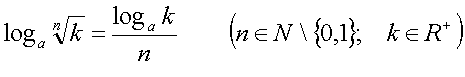 log_a ⁿ√k = log_a k / n (n ∈ N \ {0,1}; k ∈ R⁺)